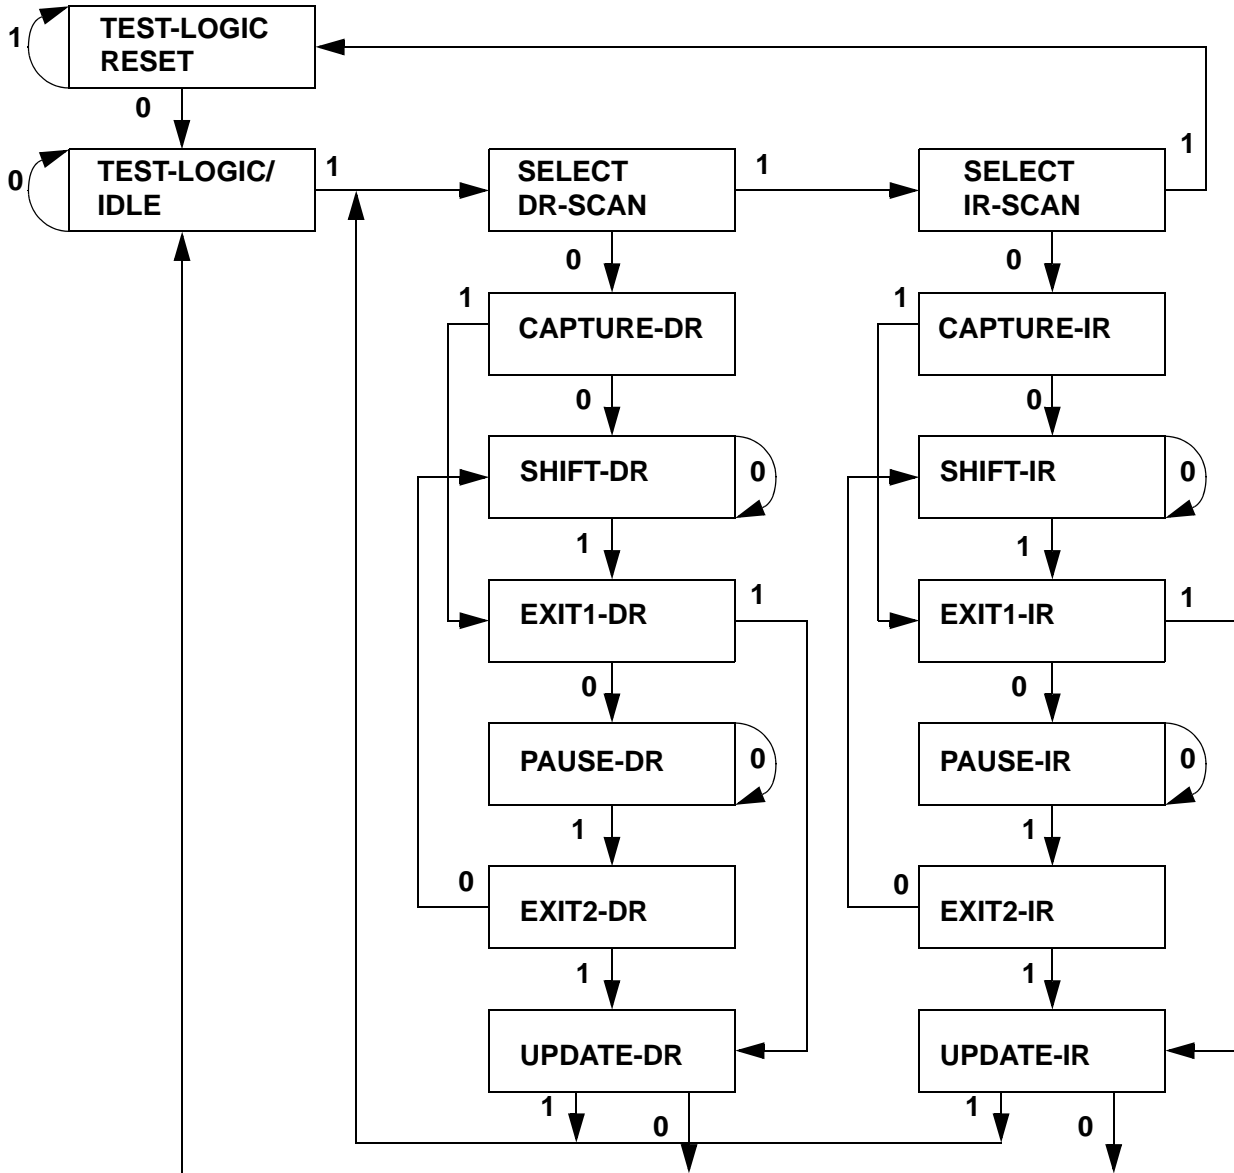 1
TEST-LOGIC
RESET
0
0
TEST-LOGIC/
IDLE
1
SELECT
DR-SCAN
1
SELECT
IR-SCAN
1
0
0
1
CAPTURE-DR
1
CAPTURE-IR
0
0
SHIFT-DR
0
SHIFT-IR
0
1
1
EXIT1-DR
1
EXIT1-IR
1
0
0
PAUSE-DR
0
PAUSE-IR
0
1
1
0
EXIT2-DR
0
EXIT2-IR
1
1
UPDATE-DR
UPDATE-IR
1
0
1
0